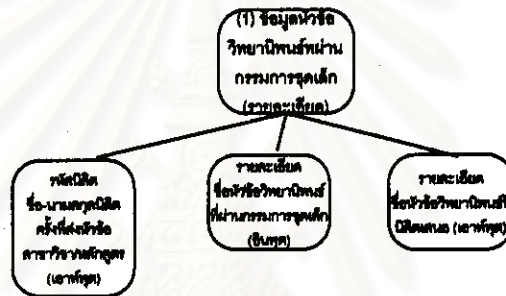 (1) ข้อมูลหัวข้อ
วิทยานิพนธ์ที่ผ่าน
กรรมการชุดเล็ก
(รายละเอียด)
รหัสนิสิต
ชื่อ-นามสกุลนิสิต
ครั้งที่ส่งหัวข้อ
สาขาวิชาหลักสูตร
(เอาท์พุต)
รายละเอียด
ชื่อหัวข้อวิทยานิพนธ์
ที่ผ่านกรรมการชุดเล็ก
(อินพุต)
รายละเอียด
ชื่อหัวข้อวิทยานิพนธ์ที่
นิสิตเสนอ (เอาท์พุต)